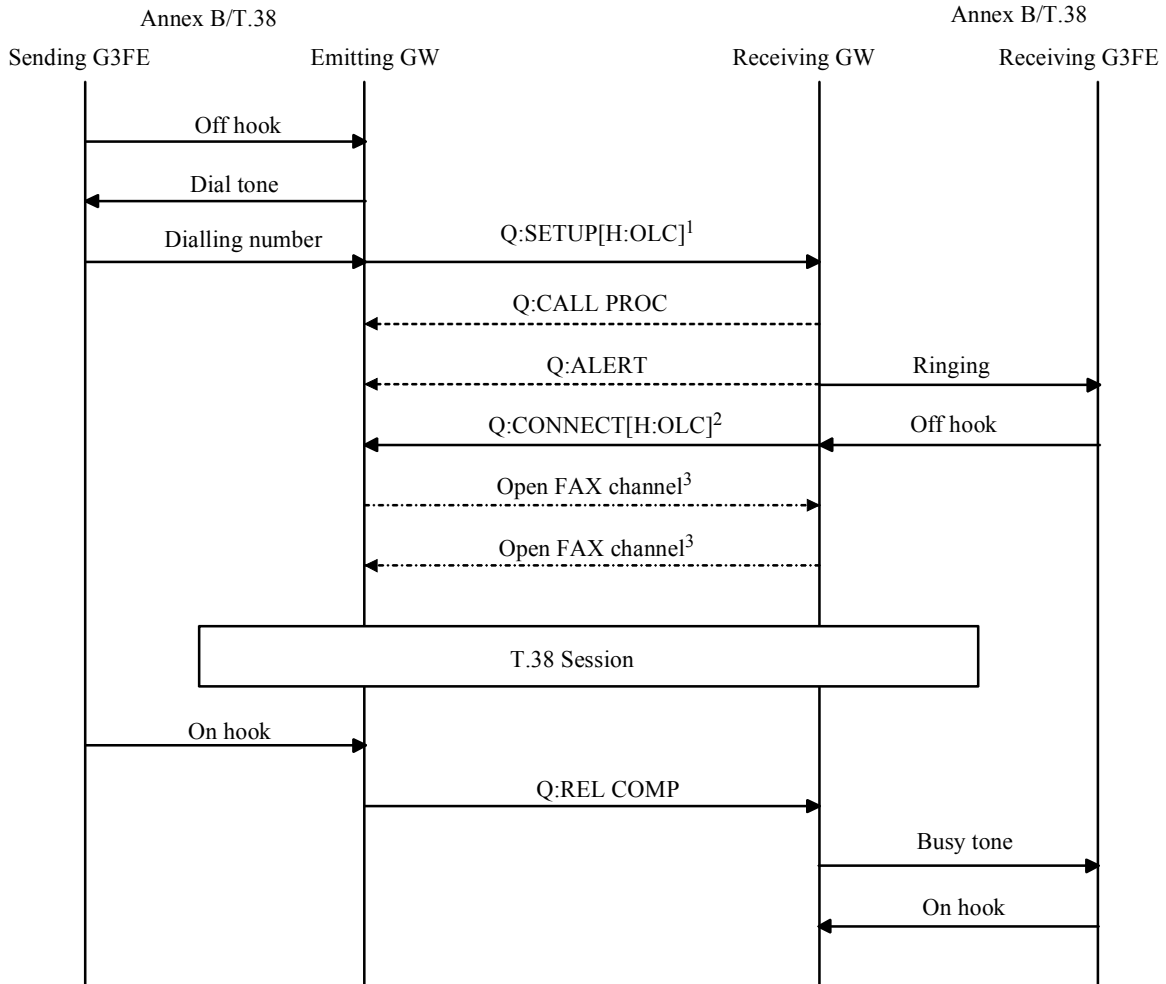 Annex B/T.38
Annex B/T.38
Sending G3FE
Emitting GW
Receiving GW
Receiving G3FE
Off hook
Dial tone
Dialling number
Q:SETUP[H:OLC]1
Q:CALL PROC
Q:ALERT
Ringing
Q:CONNECT[H:OLC]2
Off hook
Open FAX channel3
Open FAX channel3
T.38 Session
On hook
Q:REL COMP
Busy tone
On hook